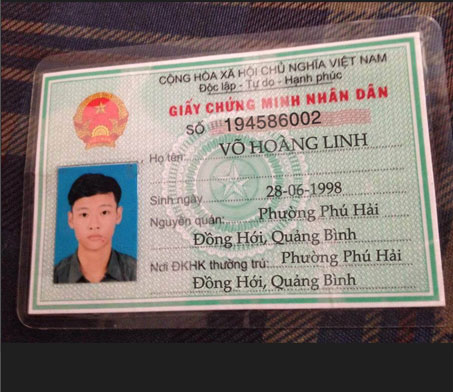 CỘNG HÒA XÃ HỘI CHỦ NGHĨA VIỆT NAM
Độc lập - Tự do - Hạnh phúc
GIẤY CHỨNG MINH NHÂN DÂN
SỐ 194586002
Họ tên: VÕ HOÀNG LINH
Sinh ngày 28-06-1998
Nguyên quán: Phường Phú Hải
Đồng Hới, Quảng Bình
Nơi ĐKHK thường trú: Phường Phú Hải
Đồng Hới, Quảng Bình